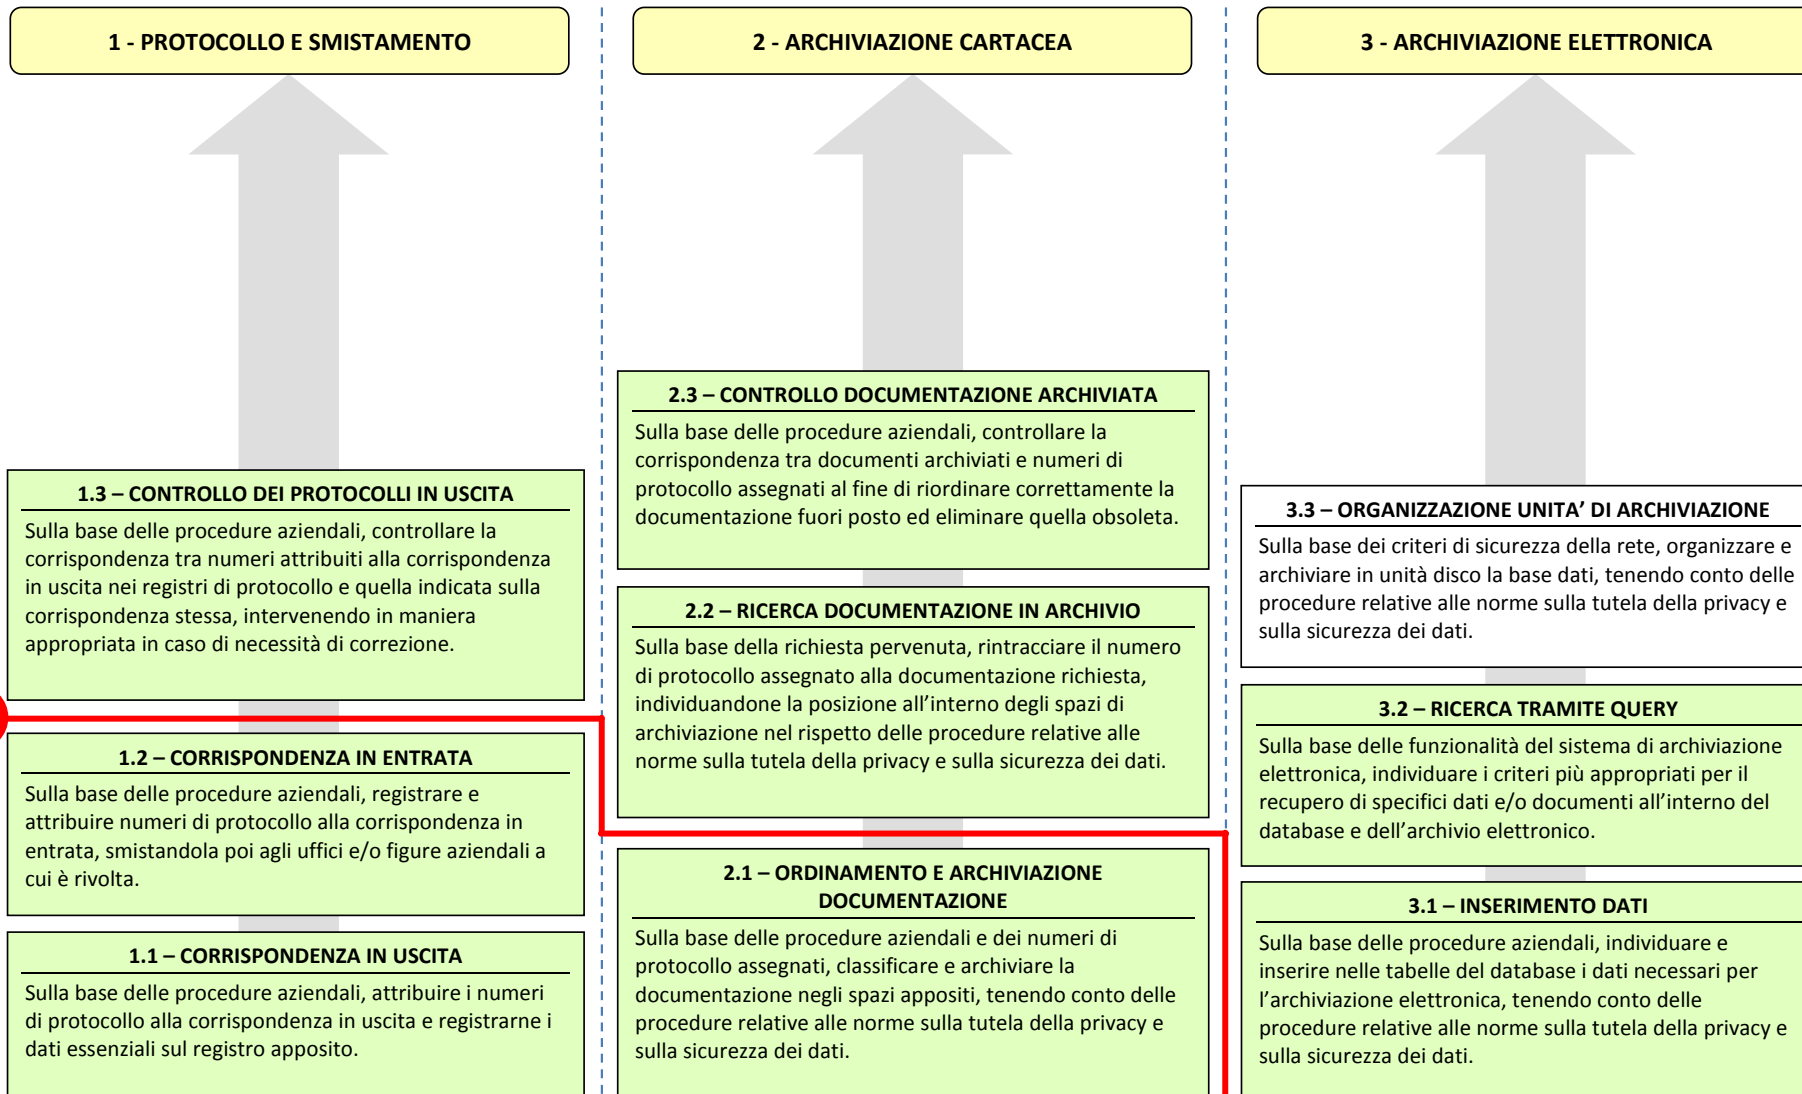 1 - PROTOCOLLO E SMISTAMENTO
1.3 – CONTROLLO DEI PROTOCOLLI IN USCITA
Sulla base delle procedure aziendali, controllare la
corrispondenza tra numeri attribuiti alla corrispondenza
in uscita nei registri di protocollo e quella indicata sulla
corrispondenza stessa, intervenendo in maniera
appropriata in caso di necessità di correzione.
1.2 – CORRISPONDENZA IN ENTRATA
Sulla base delle procedure aziendali, registrare e
attribuire numeri di protocollo alla corrispondenza in
entrata, smistandola poi agli uffici e/o figure aziendali a
cui è rivolta.
1.1 – CORRISPONDENZA IN USCITA
Sulla base delle procedure aziendali, attribuire i numeri
di protocollo alla corrispondenza in uscita e registrarne i
dati essenziali sul registro apposito.
2 - ARCHIVIAZIONE CARTACEA
2.3 – CONTROLLO DOCUMENTAZIONE ARCHIVIATA
Sulla base delle procedure aziendali, controllare la
corrispondenza tra documenti archiviati e numeri di
protocollo assegnati al fine di riordinare correttamente la
documentazione fuori posto ed eliminare quella obsoleta.
2.2 – RICERCA DOCUMENTAZIONE IN ARCHIVIO
Sulla base della richiesta pervenuta, rintracciare il numero
di protocollo assegnato alla documentazione richiesta,
individuandone la posizione all’interno degli spazi di
archiviazione nel rispetto delle procedure relative alle
norme sulla tutela della privacy e sulla sicurezza dei dati.
2.1 – ORDINAMENTO E ARCHIVIAZIONE
DOCUMENTAZIONE
Sulla base delle procedure aziendali e dei numeri di
protocollo assegnati, classificare e archiviare la
documentazione negli spazi appositi, tenendo conto delle
procedure relative alle norme sulla tutela della privacy e
sulla sicurezza dei dati.
3 - ARCHIVIAZIONE ELETTRONICA
3.3 – ORGANIZZAZIONE UNITA’ DI ARCHIVIAZIONE
Sulla base dei criteri di sicurezza della rete, organizzare e
archiviare in unità disco la base dati, tenendo conto delle
procedure relative alle norme sulla tutela della privacy e
sulla sicurezza dei dati.
3.2 – RICERCA TRAMITE QUERY
Sulla base delle funzionalità del sistema di archiviazione
elettronica, individuare i criteri più appropriati per il
recupero di specifici dati e/o documenti all’interno del
database e dell’archivio elettronico.
3.1 – INSERIMENTO DATI
Sulla base delle procedure aziendali, individuare e
inserire nelle tabelle del database i dati necessari per
l’archiviazione elettronica, tenendo conto delle
procedure relative alle norme sulla tutela della privacy e
sulla sicurezza dei dati.